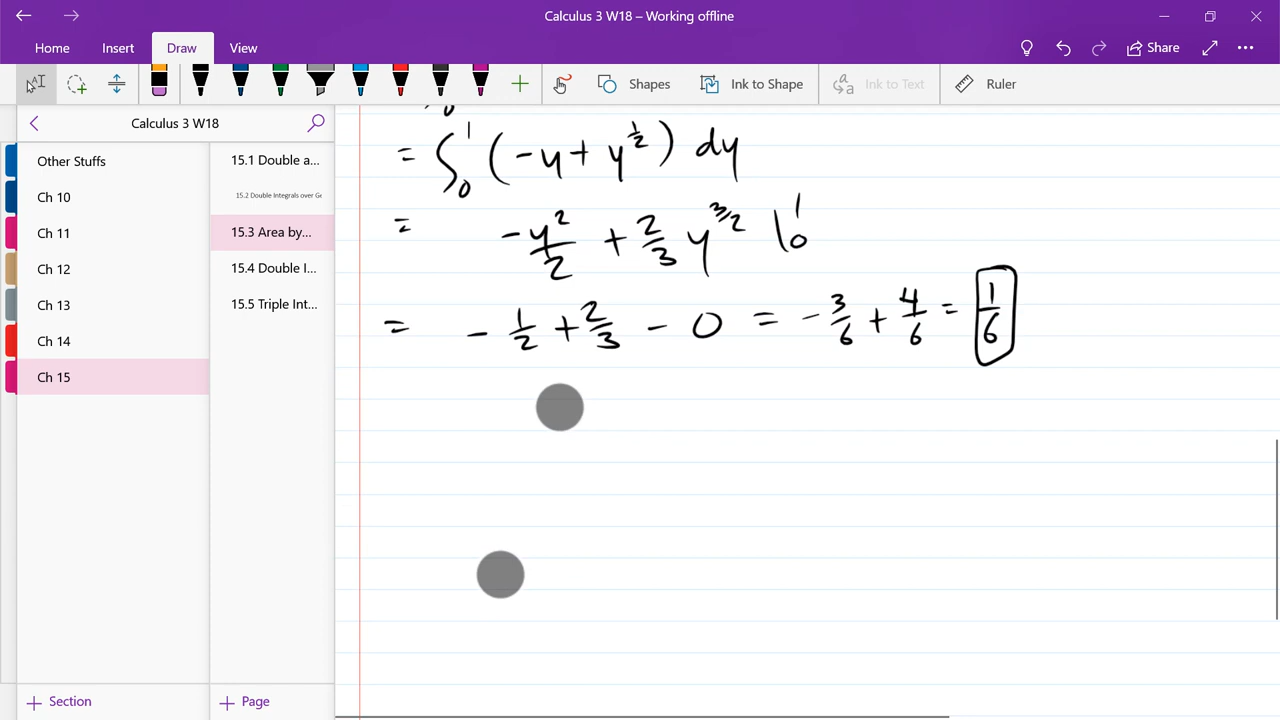 Calculus 3 W18 – Working offline
Home Insert Draw View Share
Shapes Ink to Shape Ink to Text Ruler
Calculus 3 W18
Other Stuffs
Ch 10
Ch 11
Ch 12
Ch 13
Ch 14
Ch 15
15.1 Double a...
15.2 Double Integrals over Ge
15.3 Area by...
15.4 Double I...
15.5 Triple Int...
= ∫₀¹ (-y + y^{1/2}) dy
= -y²/2 + 2/3 y^{3/2} |₀¹
= -1/2 + 2/3 - 0 = -3/6 + 4/6 = 1/6
+ Section
+ Page